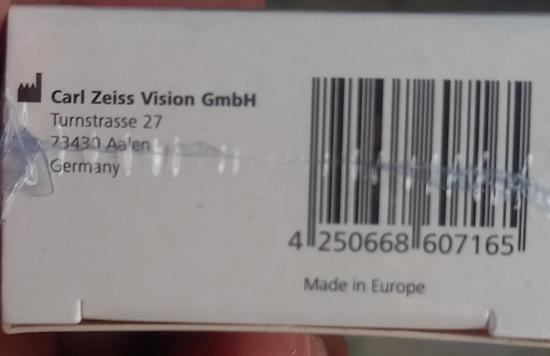 Carl Zeiss Vision GmbH
Turnstrasse 27
73430 Aalen
Germany
4 250668 607165
Made in Europe